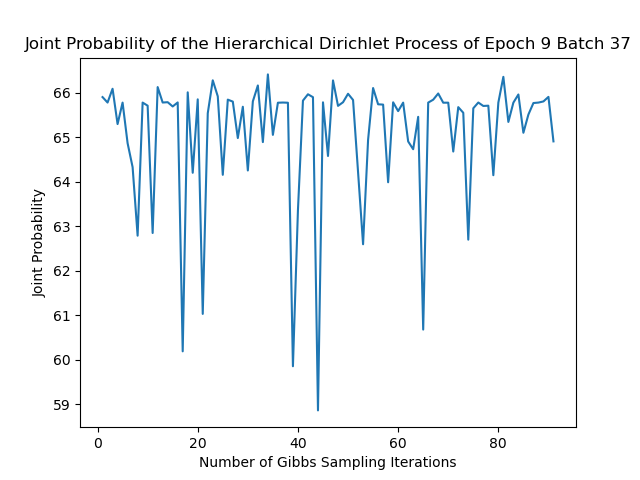 Joint Probability of the Hierarchical Dirichlet Process of Epoch 9 Batch 37
Joint Probability
66
65
64
63
62
61
60
59
0 20 40 60 80
Number of Gibbs Sampling Iterations